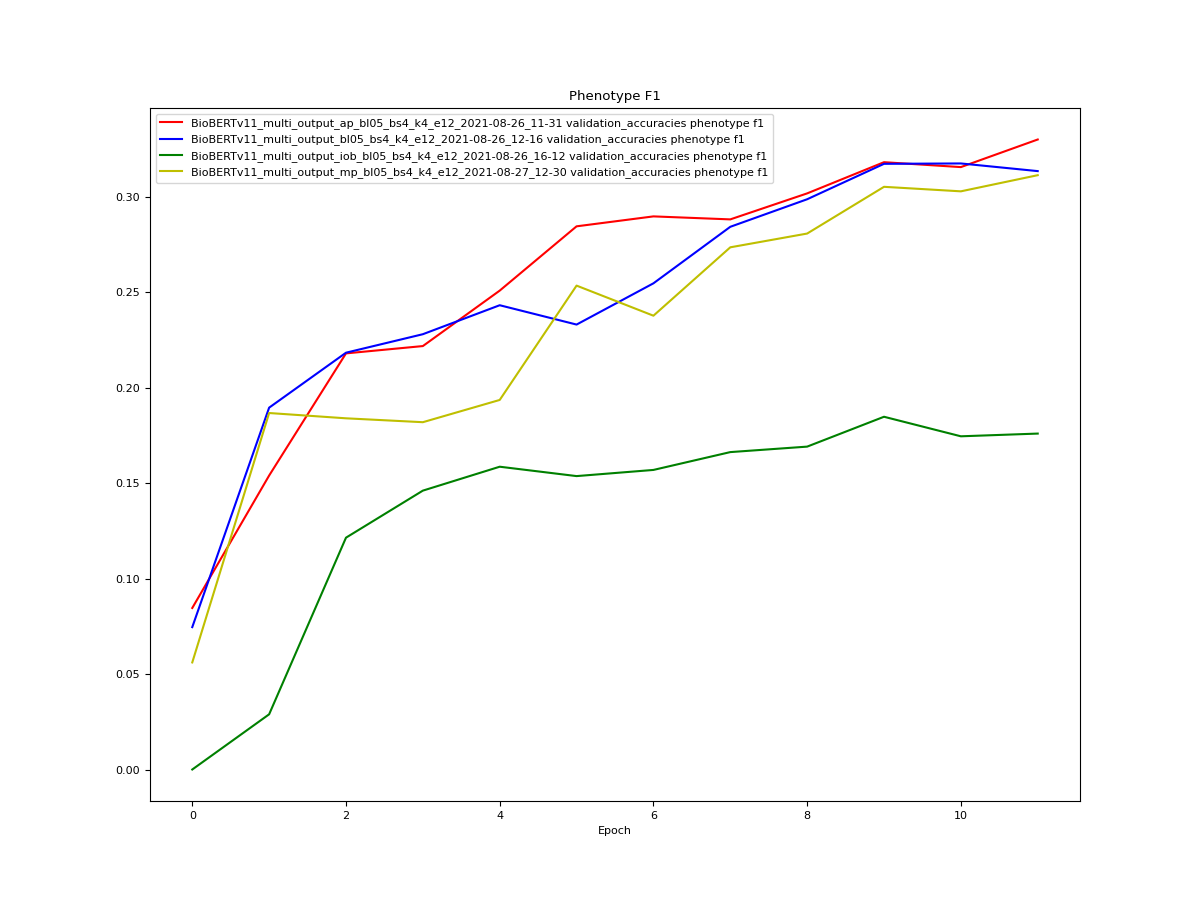 Phenotype F1
BioBERTv11_multi_output_ap_bl05_bs4_k4_e12_2021-08-26_11-31 validation_accuracies phenotype f1
BioBERTv11_multi_output_bl05_bs4_k4_e12_2021-08-26_12-16 validation_accuracies phenotype f1
BioBERTv11_multi_output_iob_bl05_bs4_k4_e12_2021-08-26_16-12 validation_accuracies phenotype f1
BioBERTv11_multi_output_mp_bl05_bs4_k4_e12_2021-08-27_12-30 validation_accuracies phenotype f1
0.30
0.25
0.20
0.15
0.10
0.05
0.00
0 2 4 6 8 10
Epoch